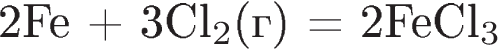 2Fe + 3Cl₂(г) = 2FeCl₃